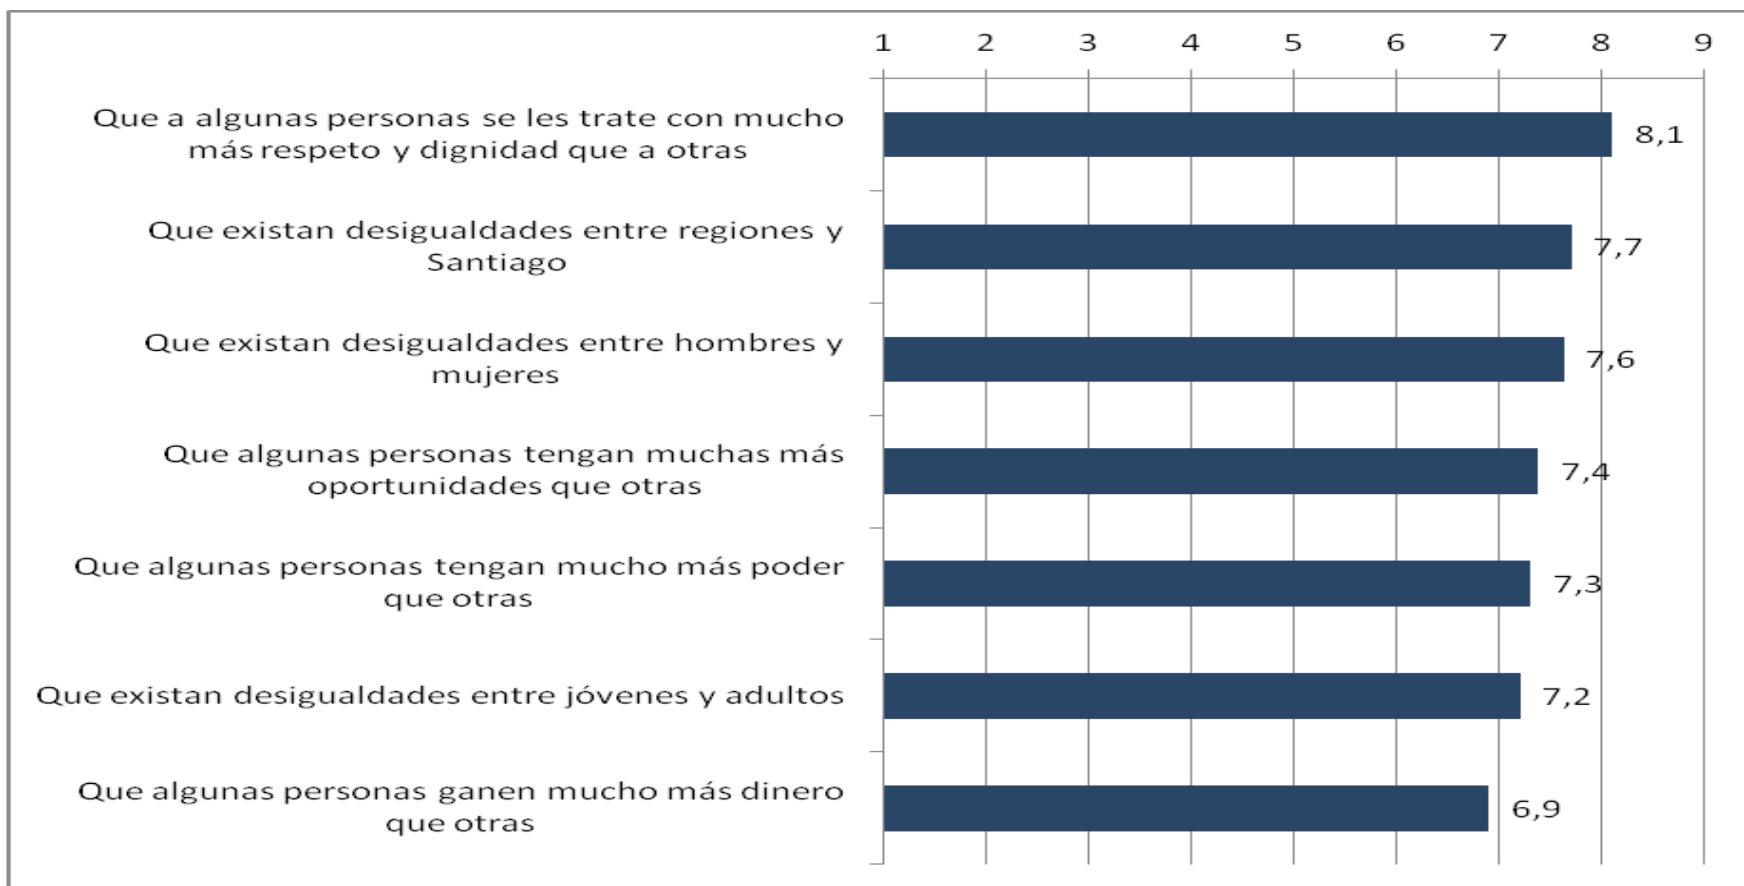 1 2 3 4 5 6 7 8 9
Que a algunas personas se les trate con mucho
más respeto y dignidad que a otras
8,1
Que existan desigualdades entre regiones y
Santiago
7,7
Que existan desigualdades entre hombres y
mujeres
7,6
Que algunas personas tengan muchas más
oportunidades que otras
7,4
Que algunas personas tengan mucho más poder
que otras
7,3
Que existan desigualdades entre jóvenes y adultos
7,2
Que algunas personas ganen mucho más dinero
que otras
6,9